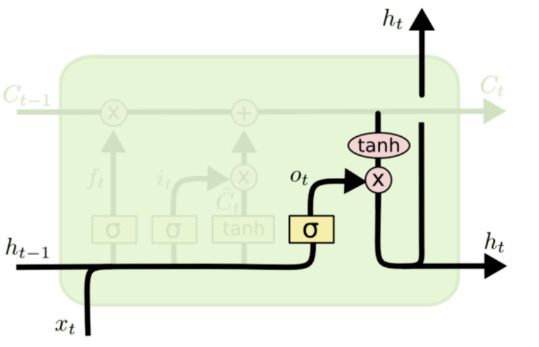 h_t
C_{t-1}
C_t
x
+
tanh
f_t
i_t
x
o_t
x
C̃_t
σ
σ
tanh
σ
h_{t-1}
h_t
x_t